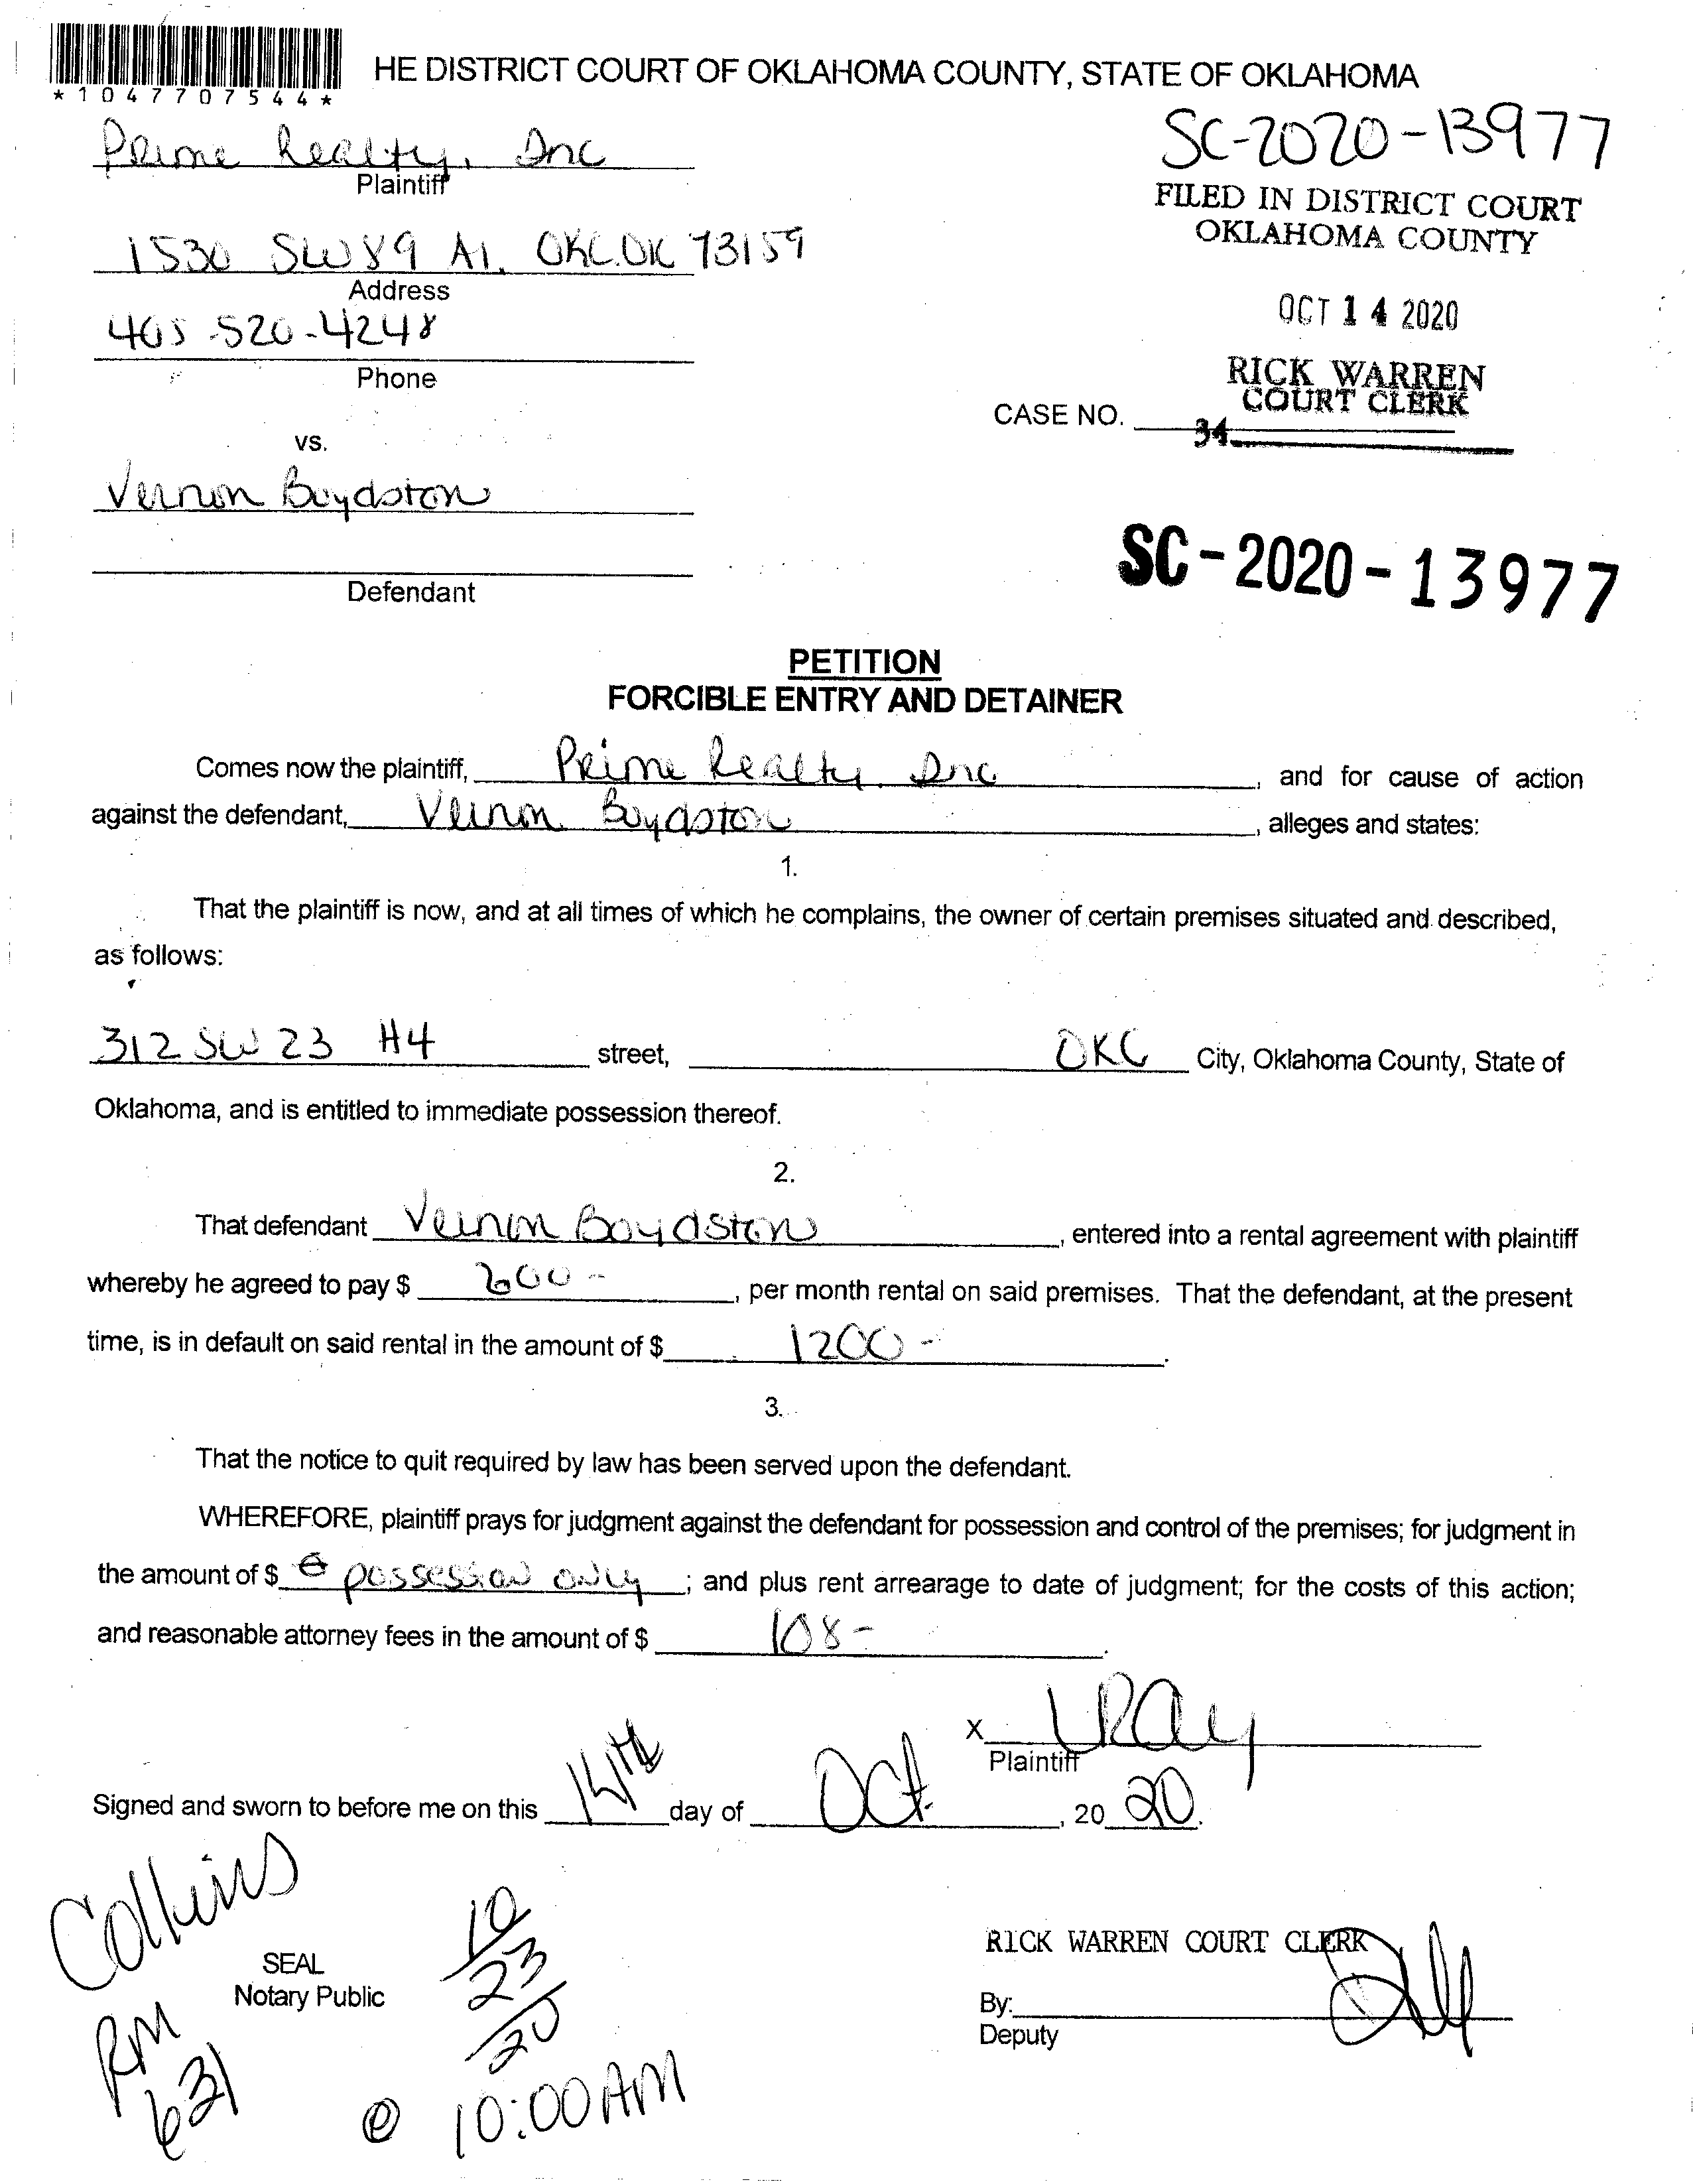 *1047707544*
HE DISTRICT COURT OF OKLAHOMA COUNTY, STATE OF OKLAHOMA
Prime Realty, Inc
Plaintiff
SC-2020-13977
FILED IN DISTRICT COURT
OKLAHOMA COUNTY
1530 SW 89 A1. OKC.OK 73159
Address
OCT 14 2020
405-520-4248
Phone
RICK WARREN
COURT CLERK
CASE NO.
34
vs.
Vernon Boydston
Defendant
SC-2020-13977
PETITION
FORCIBLE ENTRY AND DETAINER
Comes now the plaintiff, Prime Realty, Inc, and for cause of action
against the defendant, Vernon Boydston, alleges and states:
1.
That the plaintiff is now, and at all times of which he complains, the owner of certain premises situated and described,
as follows:
312 SW 23 H4 street, OKC City, Oklahoma County, State of
Oklahoma, and is entitled to immediate possession thereof.
2.
That defendant Vernon Boydston, entered into a rental agreement with plaintiff
whereby he agreed to pay $ 600-, per month rental on said premises. That the defendant, at the present
time, is in default on said rental in the amount of $ 1200-.
3.
That the notice to quit required by law has been served upon the defendant.
WHEREFORE, plaintiff prays for judgment against the defendant for possession and control of the premises; for judgment in
the amount of $ possession only; and plus rent arrearage to date of judgment; for the costs of this action;
and reasonable attorney fees in the amount of $ 108-.
X LRay
Plaintiff
Signed and sworn to before me on this 14th day of Oct., 2020.
Collins
SEAL
Notary Public
RM
631
10/23/20
@ 10:00AM
RICK WARREN COURT CLERK
By:
Deputy